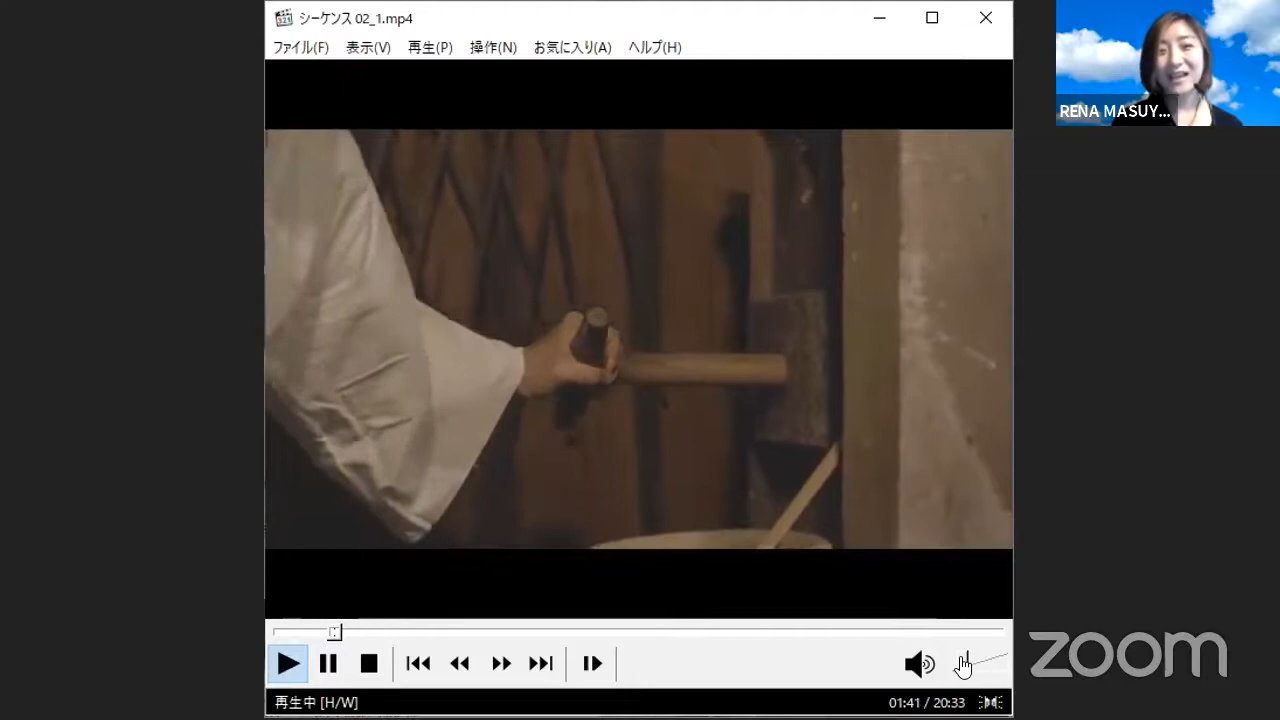 シーケンス 02_1.mp4
ファイル(F) 表示(V) 再生(P) 操作(N) お気に入り(A) ヘルプ(H)
RENA MASUY...
再生中 [H/W]
01:41 / 20:33
zoom